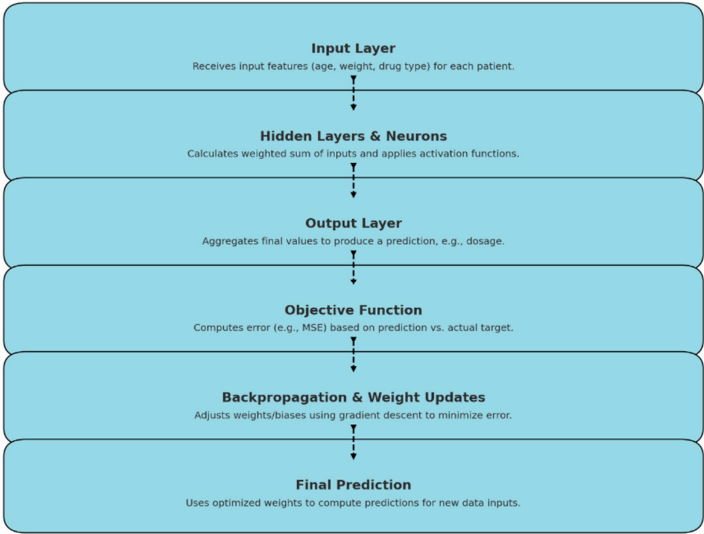 Input Layer
Receives input features (age, weight, drug type) for each patient.
Hidden Layers & Neurons
Calculates weighted sum of inputs and applies activation functions.
Output Layer
Aggregates final values to produce a prediction, e.g., dosage.
Objective Function
Computes error (e.g., MSE) based on prediction vs. actual target.
Backpropagation & Weight Updates
Adjusts weights/biases using gradient descent to minimize error.
Final Prediction
Uses optimized weights to compute predictions for new data inputs.